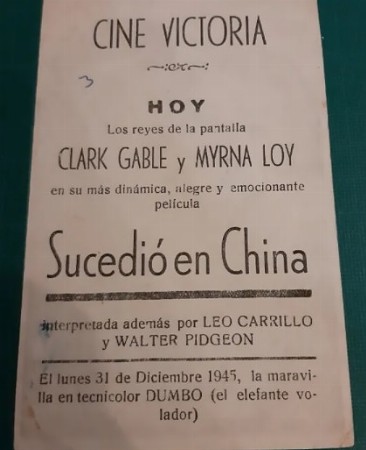 CINE VICTORIA
3
HOY
Los reyes de la pantalla
CLARK GABLE y MYRNA LOY
en su más dinámica, alegre y emocionante
película
Sucedió en China
interpretada además por LEO CARRILLO
y WALTER PIDGEON
El lunes 31 de Diciembre 1945, la maravi-
lla en tecnicolor DUMBO (el elefante vo-
lador)